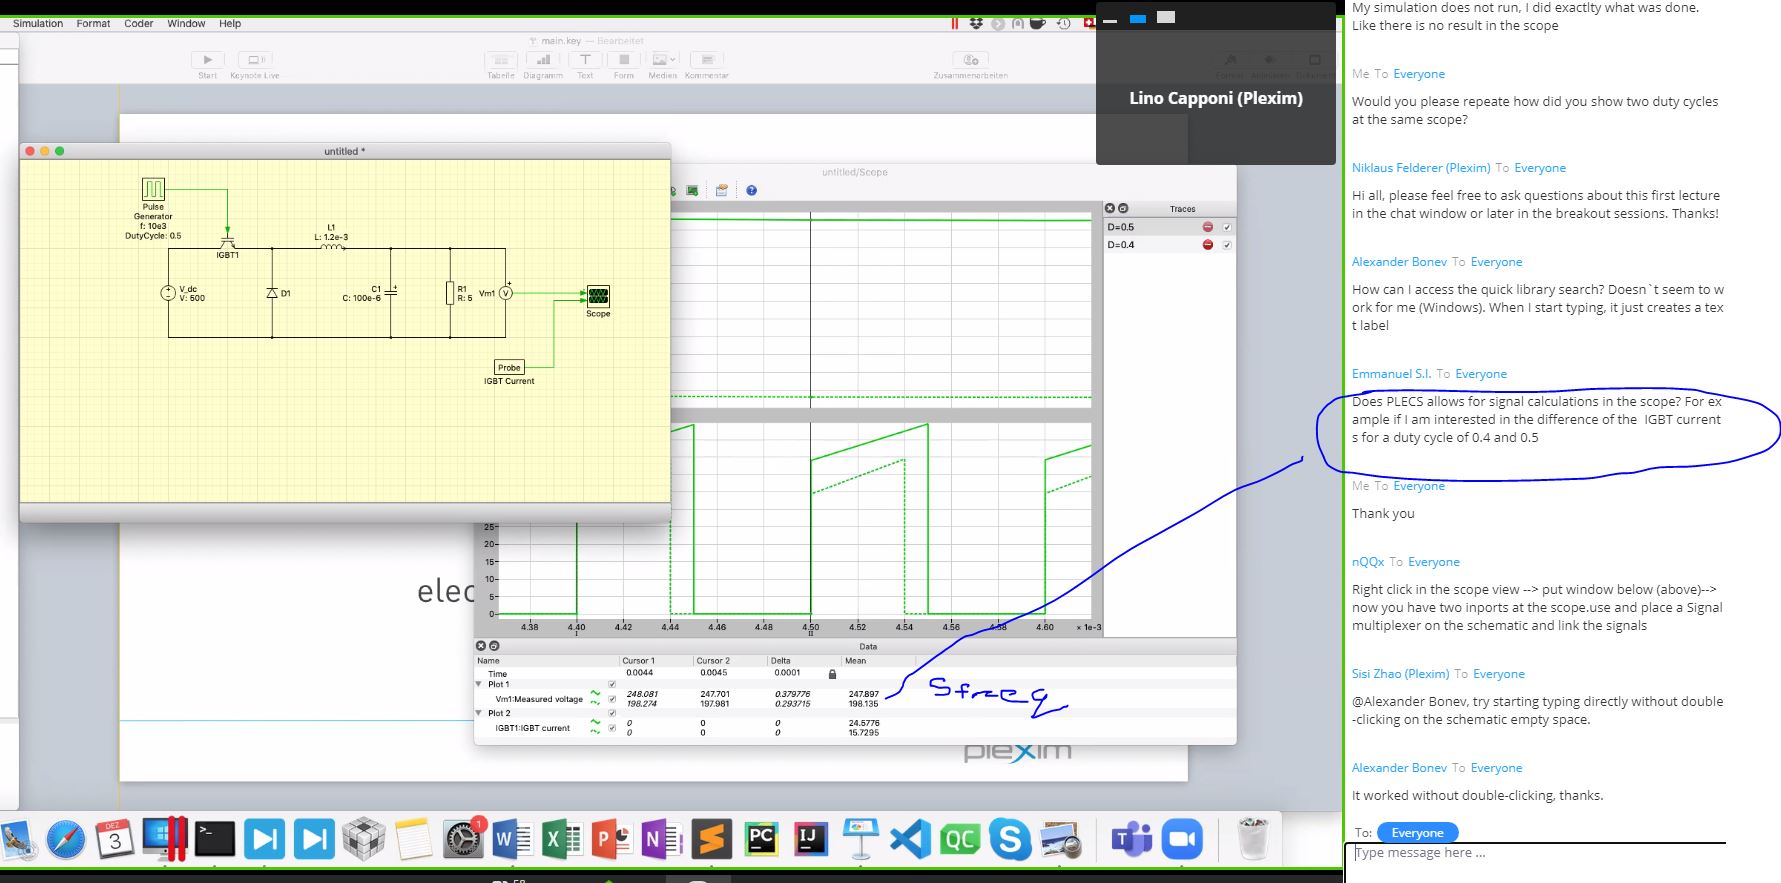 Simulation Format Coder Window Help
main.key — Bearbeitet
Start Keynote Live Tabelle Diagramm Text Form Medien Kommentar Zusammenarbeiten
Lino Capponi (Plexim)
untitled *
Pulse
Generator
f: 10e3
DutyCycle: 0.5
IGBT1
L1
L: 1.2e-3
V_dc
V: 500
D1
C1
C: 100e-6
R1
R: 5
Vm1
V
Scope
Probe
IGBT Current
untitled/Scope
Traces
D=0.5
D=0.4
25
20
15
10
5
0
4.38 4.40 4.42 4.44 4.46 4.48 4.50 4.52 4.54 4.56 4.58 4.60 × 1e-3
I II
elec
Data
Name Cursor 1 Cursor 2 Delta Mean
Time 0.0044 0.0045 0.0001
Plot 1
Vm1:Measured voltage 248.081 247.701 0.379776 247.897
198.274 197.981 0.293715 198.135
Plot 2
IGBT1:IGBT current 0 0 0 24.5776
0 0 0 15.7295
plexim
DEZ
3
1
PC
IJ
QC
My simulation does not run, I did exactlty what was done.
Like there is no result in the scope
Me To Everyone
Would you please repeate how did you show two duty cycles
at the same scope?
Niklaus Felderer (Plexim) To Everyone
Hi all, please feel free to ask questions about this first lecture
in the chat window or later in the breakout sessions. Thanks!
Alexander Bonev To Everyone
How can I access the quick library search? Doesn`t seem to w
ork for me (Windows). When I start typing, it just creates a tex
t label
Emmanuel S.I. To Everyone
Does PLECS allows for signal calculations in the scope? For ex
ample if I am interested in the difference of the IGBT current
s for a duty cycle of 0.4 and 0.5
Me To Everyone
Thank you
nQQx To Everyone
Right click in the scope view --> put window below (above)-->
now you have two inports at the scope.use and place a Signal
multiplexer on the schematic and link the signals
Sisi Zhao (Plexim) To Everyone
@Alexander Bonev, try starting typing directly without double
-clicking on the schematic empty space.
Alexander Bonev To Everyone
It worked without double-clicking, thanks.
To: Everyone
Type message here ...